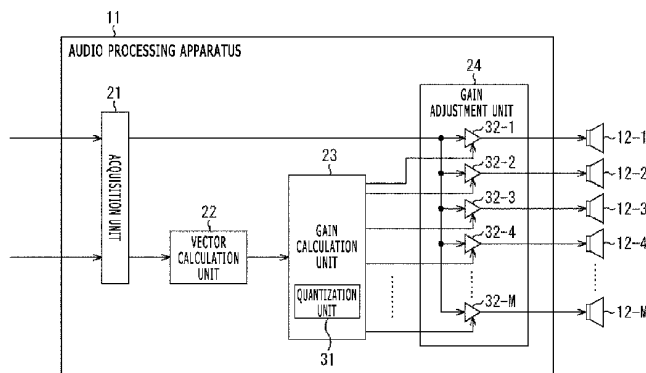 11
AUDIO PROCESSING APPARATUS
21
ACQUISITION UNIT
22
VECTOR CALCULATION UNIT
23
GAIN CALCULATION UNIT
QUANTIZATION UNIT
31
24
GAIN ADJUSTMENT UNIT
32-1
32-2
32-3
32-4
32-M
12-1
12-2
12-3
12-4
12-M